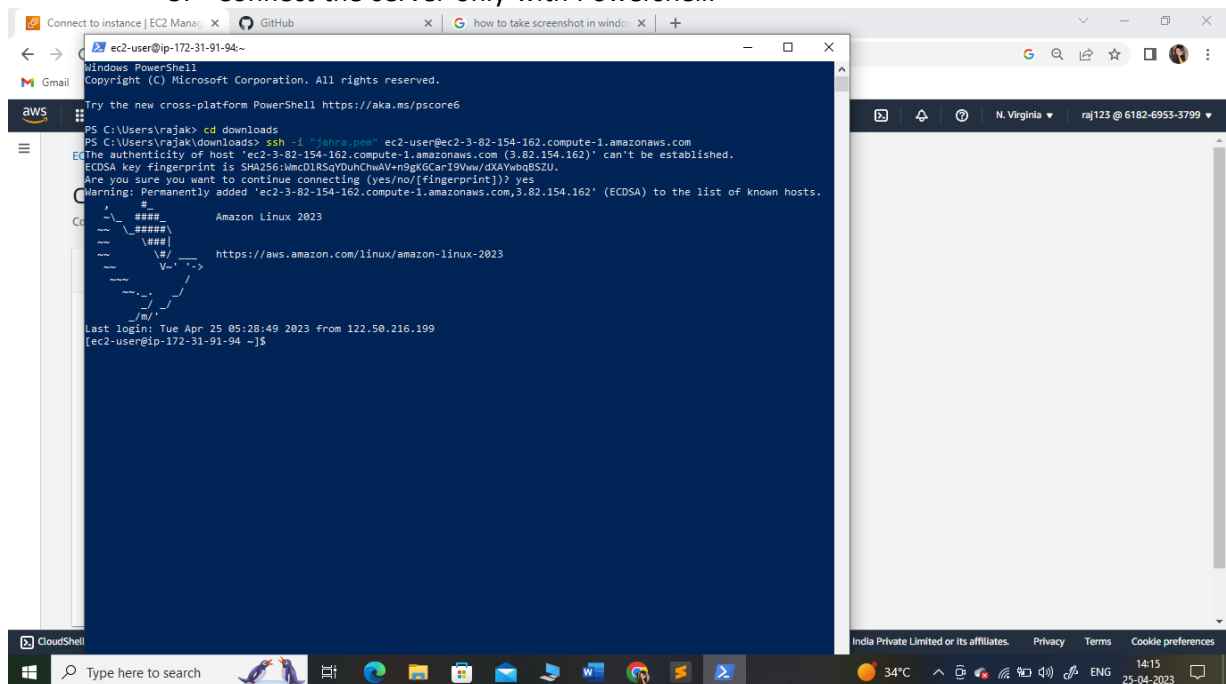 Connect the server only with Powershell.
Connect to instance | EC2 Manag
GitHub
how to take screenshot in windo
ec2-user@ip-172-31-91-94:~
Gmail
Windows PowerShell
Copyright (C) Microsoft Corporation. All rights reserved.
Try the new cross-platform PowerShell https://aka.ms/pscore6
aws
N. Virginia
raj123 @ 6182-6953-3799
PS C:\Users\rajak> cd downloads
PS C:\Users\rajak\downloads> ssh -i "jahra.pem" ec2-user@ec2-3-82-154-162.compute-1.amazonaws.com
The authenticity of host 'ec2-3-82-154-162.compute-1.amazonaws.com (3.82.154.162)' can't be established.
ECDSA key fingerprint is SHA256:WmcDlRSqYDuhChwAV+n9gKGCarI9Vww/dXAYwbqBSZU.
Are you sure you want to continue connecting (yes/no/[fingerprint])? yes
Warning: Permanently added 'ec2-3-82-154-162.compute-1.amazonaws.com,3.82.154.162' (ECDSA) to the list of known hosts.
   ,     #_
   ~\_  ####_        Amazon Linux 2023
  ~~  \_#####\
  ~~     \###|
  ~~       \#/ ___   https://aws.amazon.com/linux/amazon-linux-2023
   ~~       V~' '->
    ~~~         /
      ~~._.   _/
         _/ _/
       _/m/'
Last login: Tue Apr 25 05:28:49 2023 from 122.50.216.199
[ec2-user@ip-172-31-91-94 ~]$
CloudShell
India Private Limited or its affiliates.
Privacy
Terms
Cookie preferences
Type here to search
34°C
ENG
14:15
25-04-2023